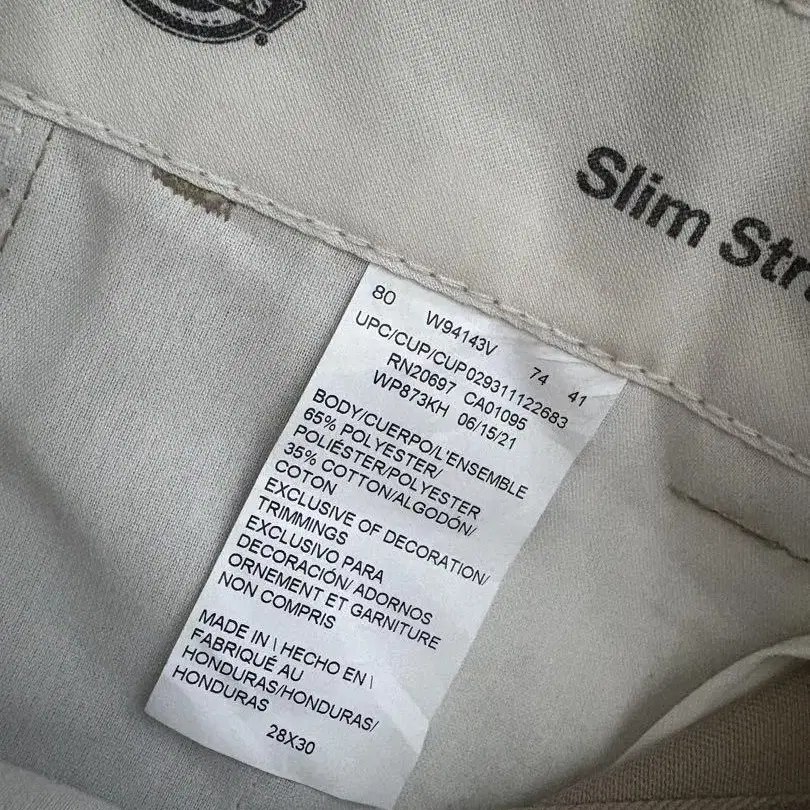 Slim
80 W94143V 74 41
UPC/CUP/CUP029311122683
RN20697 CA01095
WP873KH 06/15/21
BODY/CUERPO/L'ENSEMBLE
65% POLYESTER/
POLIÉSTER/POLYESTER
35% COTTON/ALGODÓN/
COTON
EXCLUSIVE OF DECORATION/
TRIMMINGS
EXCLUSIVO PARA
DECORACIÓN/ ADORNOS
ORNEMENT ET GARNITURE
NON COMPRIS
MADE IN \ HECHO EN \
FABRIQUÉ AU
HONDURAS/HONDURAS/
HONDURAS
28X30